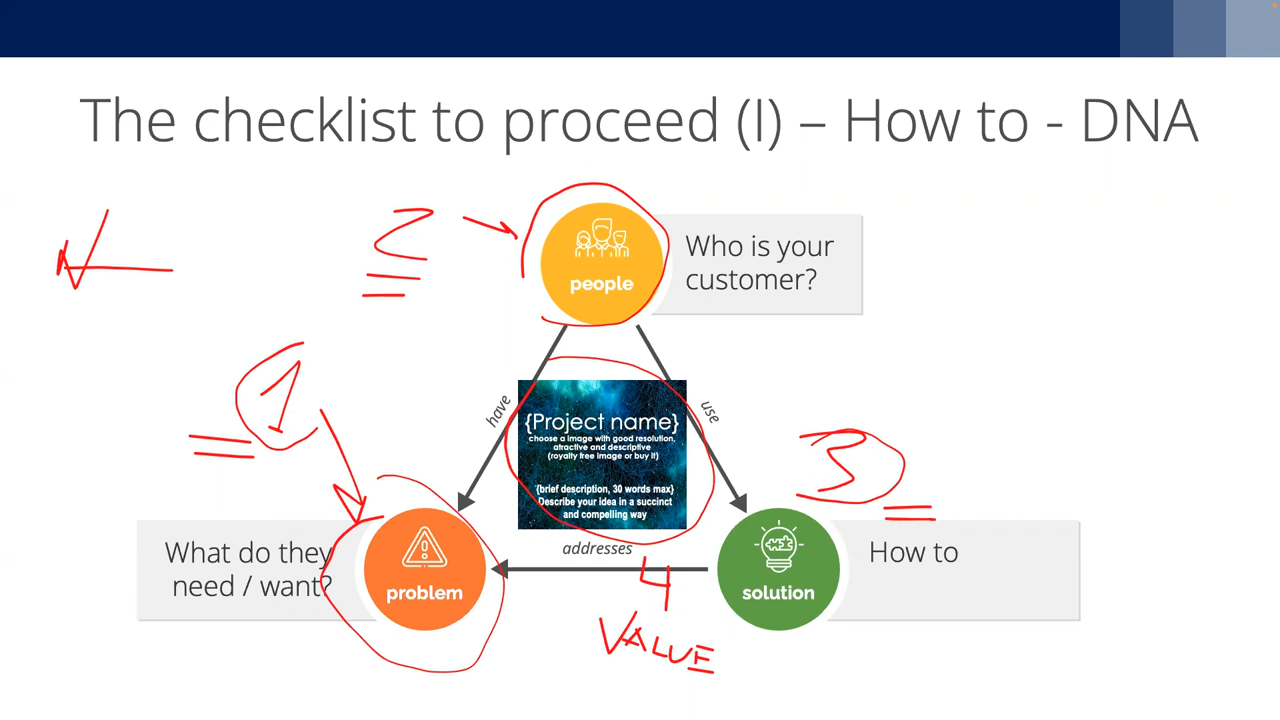 The checklist to proceed (I) – How to - DNA
2
people
Who is your
customer?
1
have
use
{Project name}
choose a image with good resolution,
atractive and descriptive
(royalty free image or buy it)
{brief description, 30 words max}
Describe your idea in a succinct
and compelling way
3
What do they
need / want?
problem
addresses
4
VALUE
solution
How to